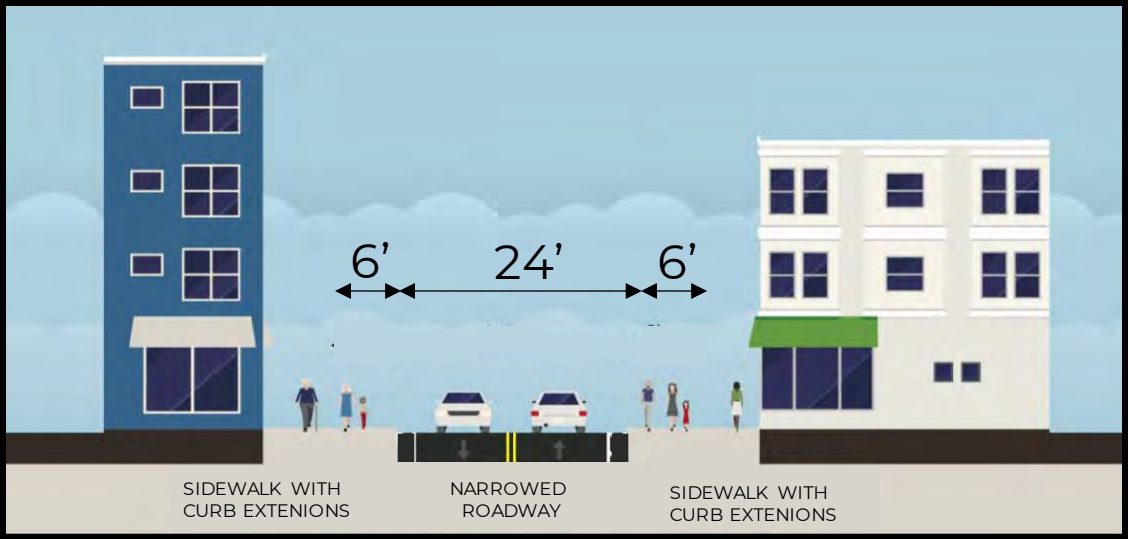 6’ 24’ 6’
SIDEWALK WITH
CURB EXTENIONS
NARROWED
ROADWAY
SIDEWALK WITH
CURB EXTENIONS